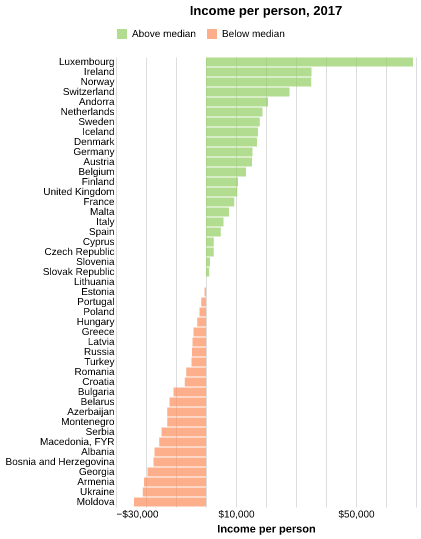 Income per person, 2017
Above median Below median
Luxembourg
Ireland
Norway
Switzerland
Andorra
Netherlands
Sweden
Iceland
Denmark
Germany
Austria
Belgium
Finland
United Kingdom
France
Malta
Italy
Spain
Cyprus
Czech Republic
Slovenia
Slovak Republic
Lithuania
Estonia
Portugal
Poland
Hungary
Greece
Latvia
Russia
Turkey
Romania
Croatia
Bulgaria
Belarus
Azerbaijan
Montenegro
Serbia
Macedonia, FYR
Albania
Bosnia and Herzegovina
Georgia
Armenia
Ukraine
Moldova
−$30,000 $10,000 $50,000
Income per person